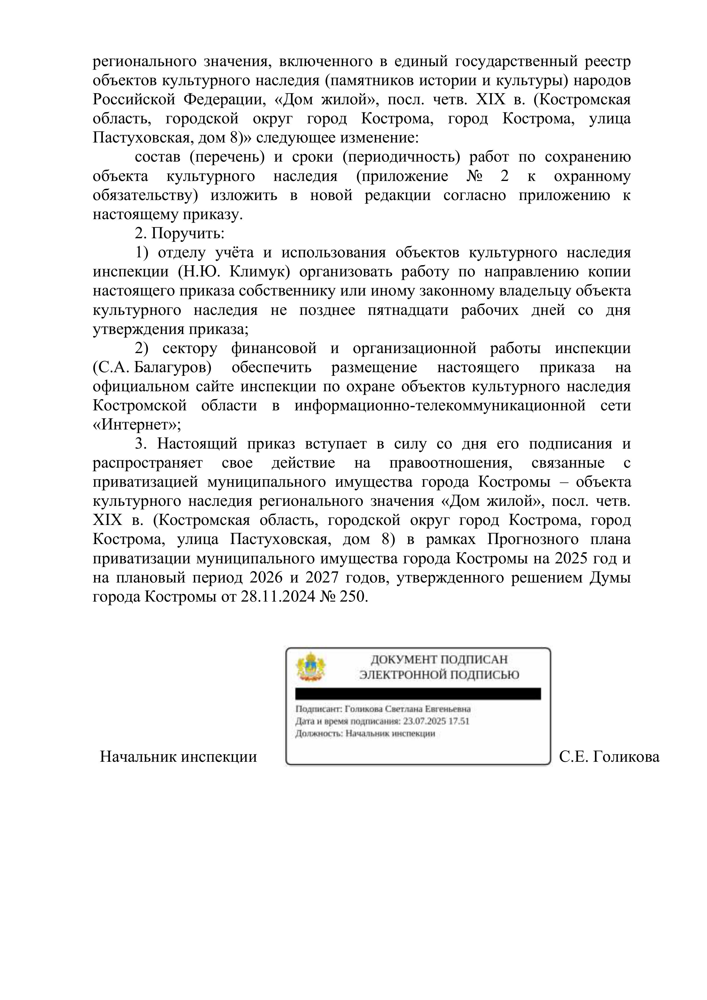 регионального значения, включенного в единый государственный реестр
объектов культурного наследия (памятников истории и культуры) народов
Российской Федерации, «Дом жилой», посл. четв. XIX в. (Костромская
область, городской округ город Кострома, город Кострома, улица
Пастуховская, дом 8)» следующее изменение:
состав (перечень) и сроки (периодичность) работ по сохранению
объекта культурного наследия (приложение № 2 к охранному
обязательству) изложить в новой редакции согласно приложению к
настоящему приказу.
2. Поручить:
1) отделу учёта и использования объектов культурного наследия
инспекции (Н.Ю. Климук) организовать работу по направлению копии
настоящего приказа собственнику или иному законному владельцу объекта
культурного наследия не позднее пятнадцати рабочих дней со дня
утверждения приказа;
2) сектору финансовой и организационной работы инспекции
(С.А. Балагуров) обеспечить размещение настоящего приказа на
официальном сайте инспекции по охране объектов культурного наследия
Костромской области в информационно-телекоммуникационной сети
«Интернет»;
3. Настоящий приказ вступает в силу со дня его подписания и
распространяет свое действие на правоотношения, связанные с
приватизацией муниципального имущества города Костромы – объекта
культурного наследия регионального значения «Дом жилой», посл. четв.
XIX в. (Костромская область, городской округ город Кострома, город
Кострома, улица Пастуховская, дом 8) в рамках Прогнозного плана
приватизации муниципального имущества города Костромы на 2025 год и
на плановый период 2026 и 2027 годов, утвержденного решением Думы
города Костромы от 28.11.2024 № 250.
ДОКУМЕНТ ПОДПИСАН
ЭЛЕКТРОННОЙ ПОДПИСЬЮ
Подписант: Голикова Светлана Евгеньевна
Дата и время подписания: 23.07.2025 17.51
Должность: Начальник инспекции
Начальник инспекции С.Е. Голикова